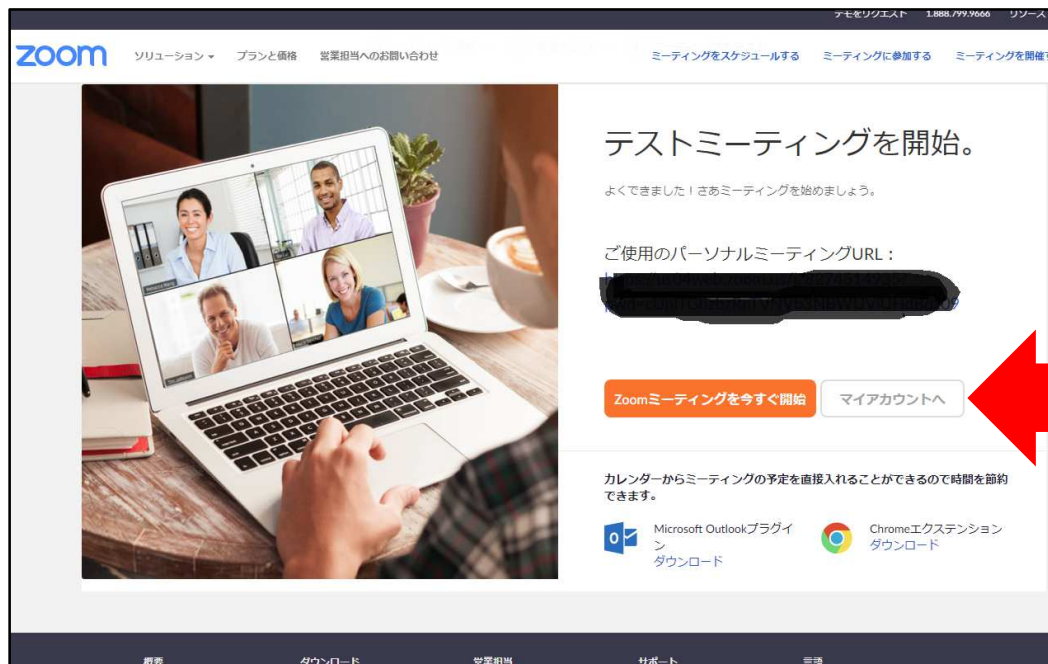 デモをリクエスト 1.888.799.9666 リソース
zoom ソリューション プランと価格 営業担当へのお問い合わせ ミーティングをスケジュールする ミーティングに参加する ミーティングを開催す
テストミーティングを開始。
よくできました！さあミーティングを始めましょう。
ご使用のパーソナルミーティングURL：
Zoomミーティングを今すぐ開始 マイアカウントへ
カレンダーからミーティングの予定を直接入れることができるので時間を節約
できます。
Microsoft Outlookプラグイ
ン
ダウンロード
Chromeエクステンション
ダウンロード
概要 ダウンロード 営業担当 サポート 言語